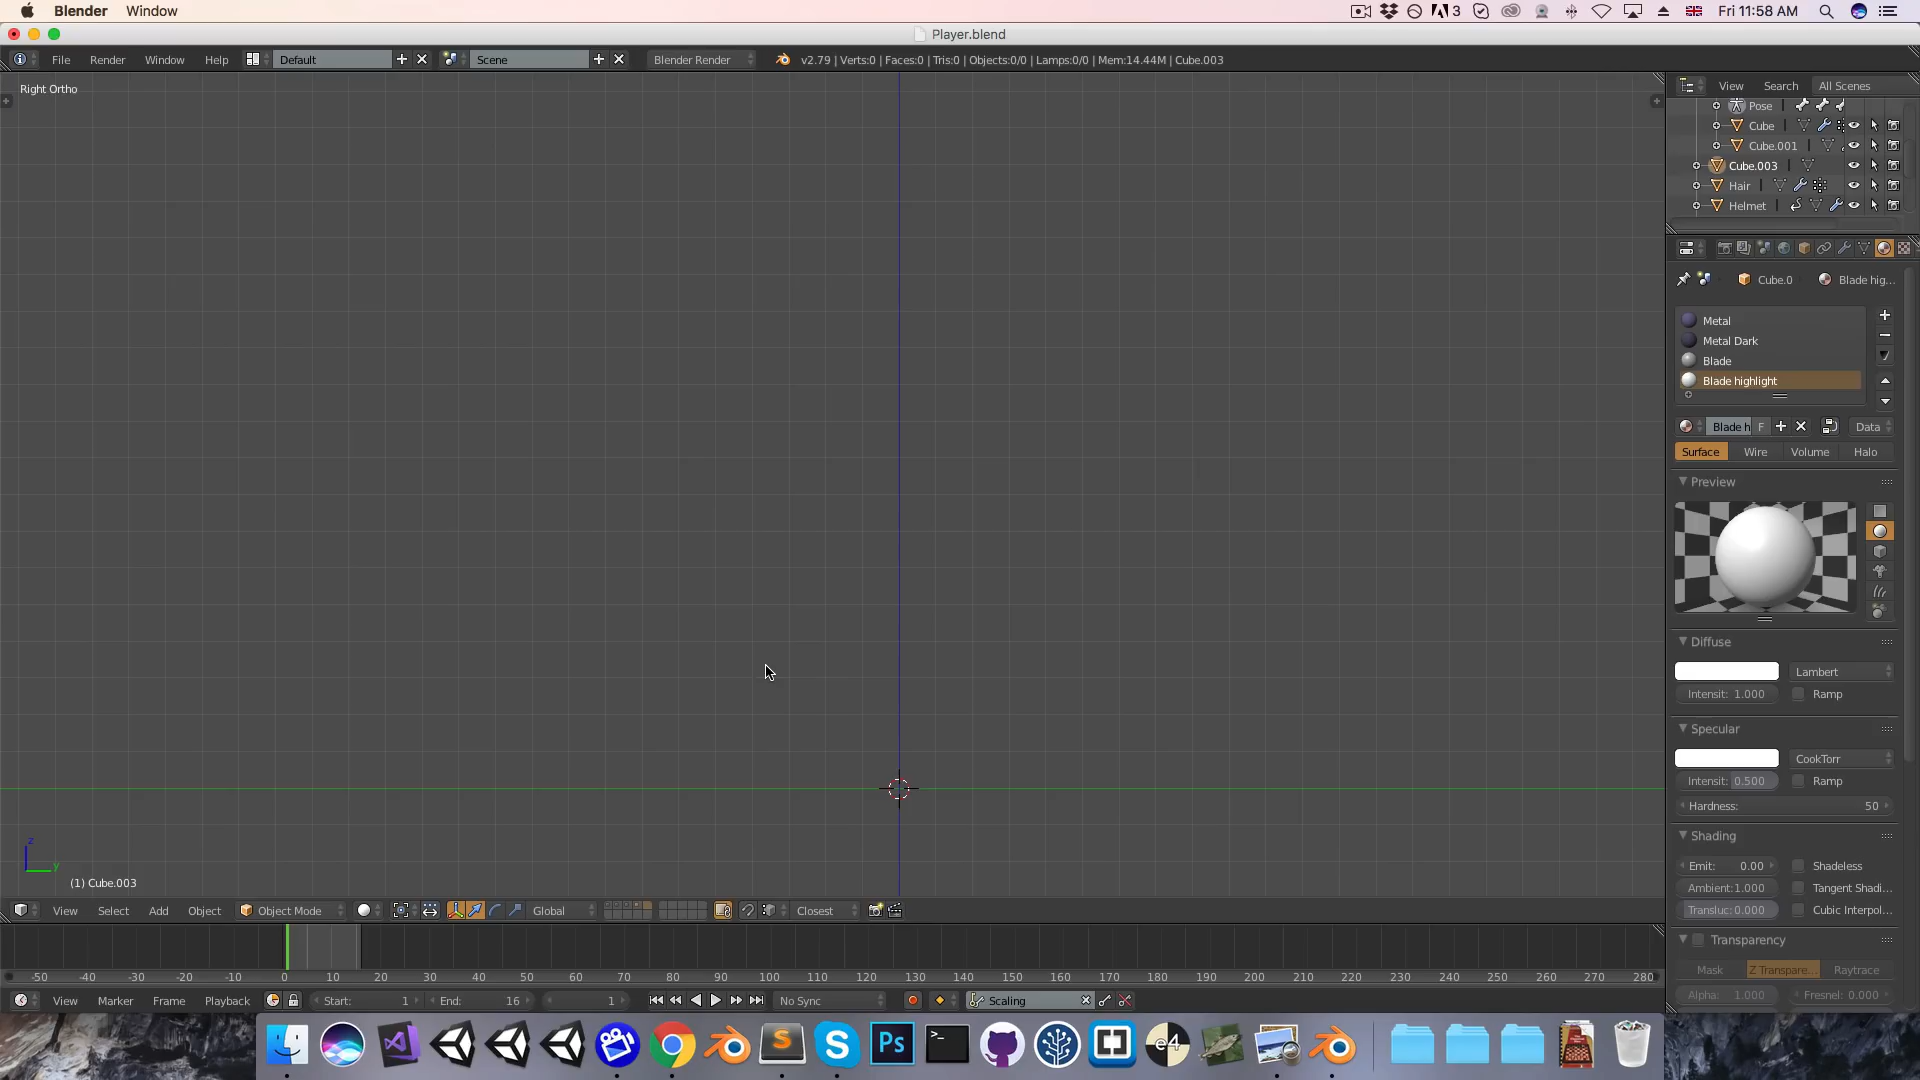 Blender Window 3 Fri 11:58 AM
Player.blend
File Render Window Help Default Scene Blender Render v2.79 | Verts:0 | Faces:0 | Tris:0 | Objects:0/0 | Lamps:0/0 | Mem:14.44M | Cube.003
Right Ortho
View Search All Scenes
Pose
Cube
Cube.001
Cube.003
Hair
Helmet
Cube.0 Blade hig...
Metal
Metal Dark
Blade
Blade highlight
Blade h F Data
Surface Wire Volume Halo
Preview
Diffuse
Lambert
Intensit: 1.000 Ramp
Specular
CookTorr
Intensit: 0.500 Ramp
Hardness: 50
Shading
Emit: 0.00 Shadeless
Ambient:1.000 Tangent Shadi...
Transluc:0.000 Cubic Interpol...
Transparency
Mask Z Transpare... Raytrace
Alpha: 1.000 Fresnel: 0.000
z
y
(1) Cube.003
View Select Add Object Object Mode Global Closest
-50 -40 -30 -20 -10 0 10 20 30 40 50 60 70 80 90 100 110 120 130 140 150 160 170 180 190 200 210 220 230 240 250 260 270 280
View Marker Frame Playback Start: 1 End: 16 1 No Sync Scaling
Ps
e4